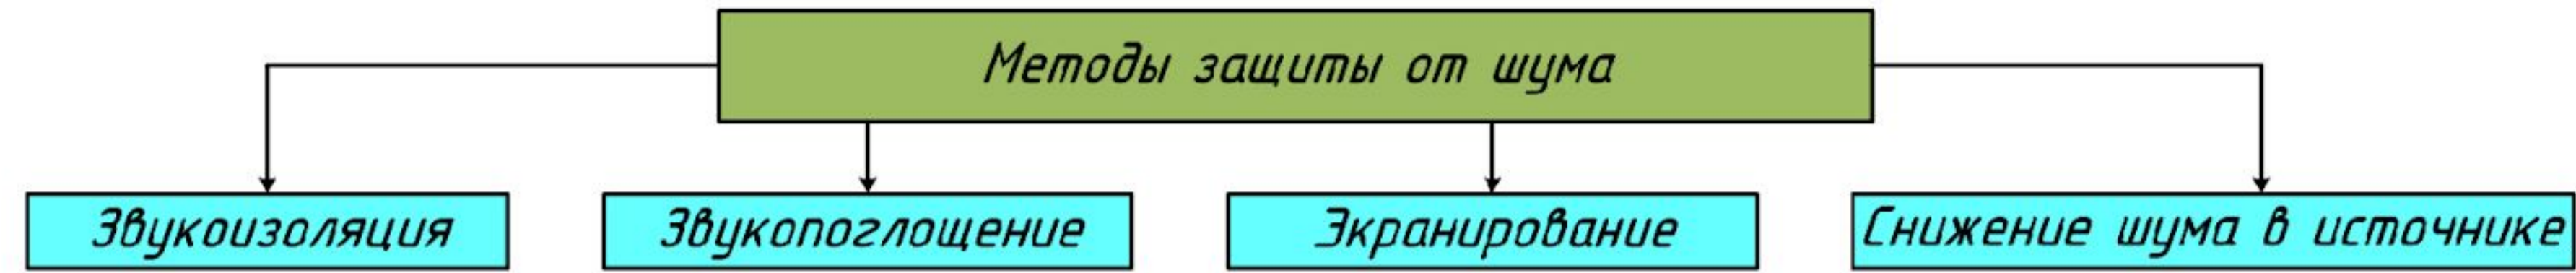 Методы защиты от шума
Звукоизоляция
Звукопоглощение
Экранирование
Снижение шума в источнике